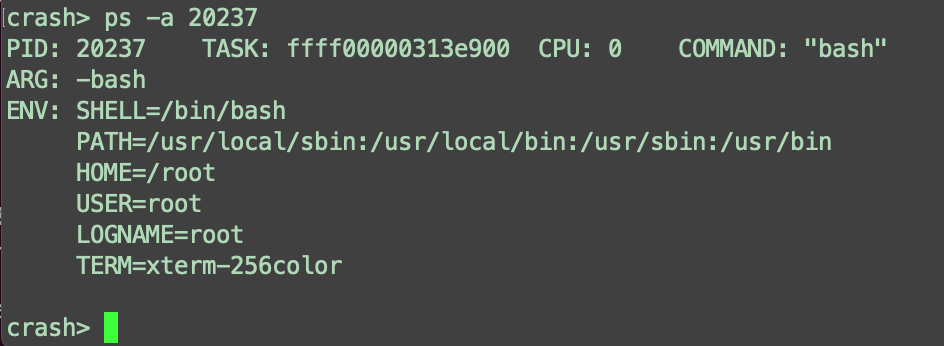 crash> ps -a 20237
PID: 20237    TASK: ffff00000313e900  CPU: 0    COMMAND: "bash"
ARG: -bash
ENV: SHELL=/bin/bash
     PATH=/usr/local/sbin:/usr/local/bin:/usr/sbin:/usr/bin
     HOME=/root
     USER=root
     LOGNAME=root
     TERM=xterm-256color
crash>